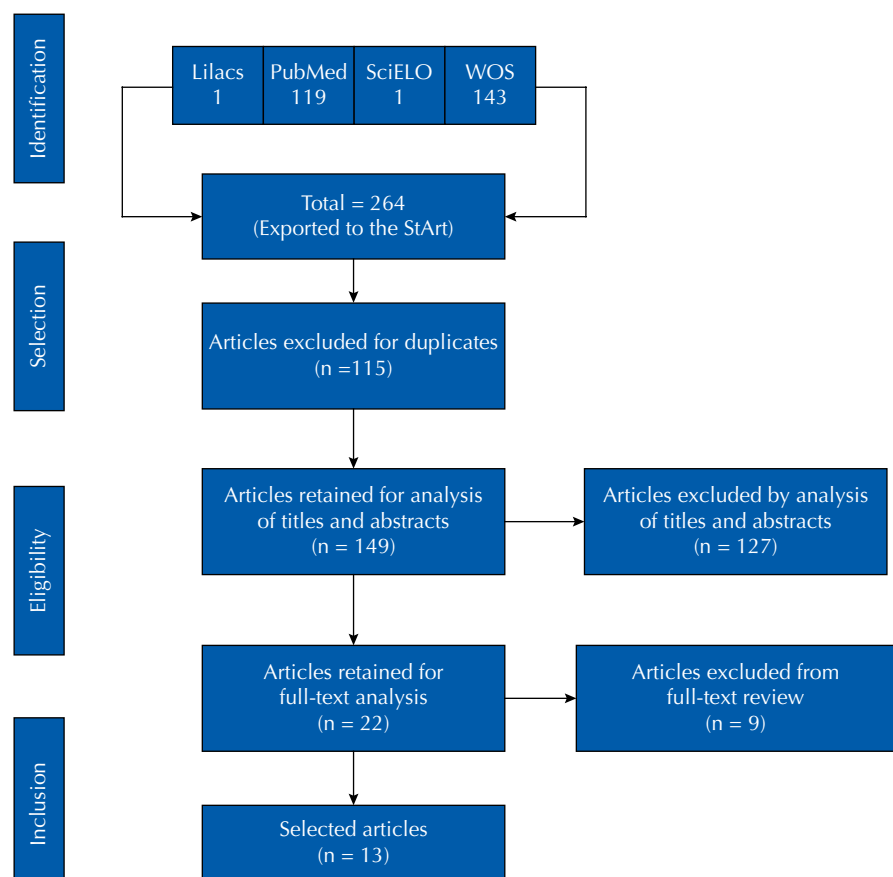 Identification
Lilacs
1
PubMed
119
SciELO
1
WOS
143
Total = 264
(Exported to the StArt)
Selection
Articles excluded for duplicates
(n =115)
Eligibility
Articles retained for analysis
of titles and abstracts
(n = 149)
Articles excluded by analysis
of titles and abstracts
(n = 127)
Articles retained for
full-text analysis
(n = 22)
Articles excluded from
full-text review
(n = 9)
Inclusion
Selected articles
(n = 13)